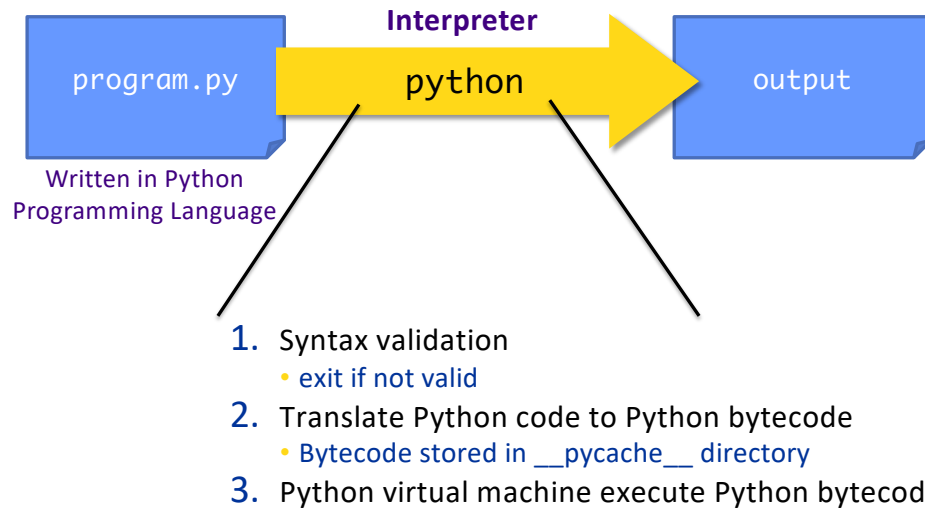 Interpreter
program.py
python
output
Written in Python
Programming Language
1. Syntax validation
• exit if not valid
2. Translate Python code to Python bytecode
• Bytecode stored in __pycache__ directory
3. Python virtual machine execute Python bytecod